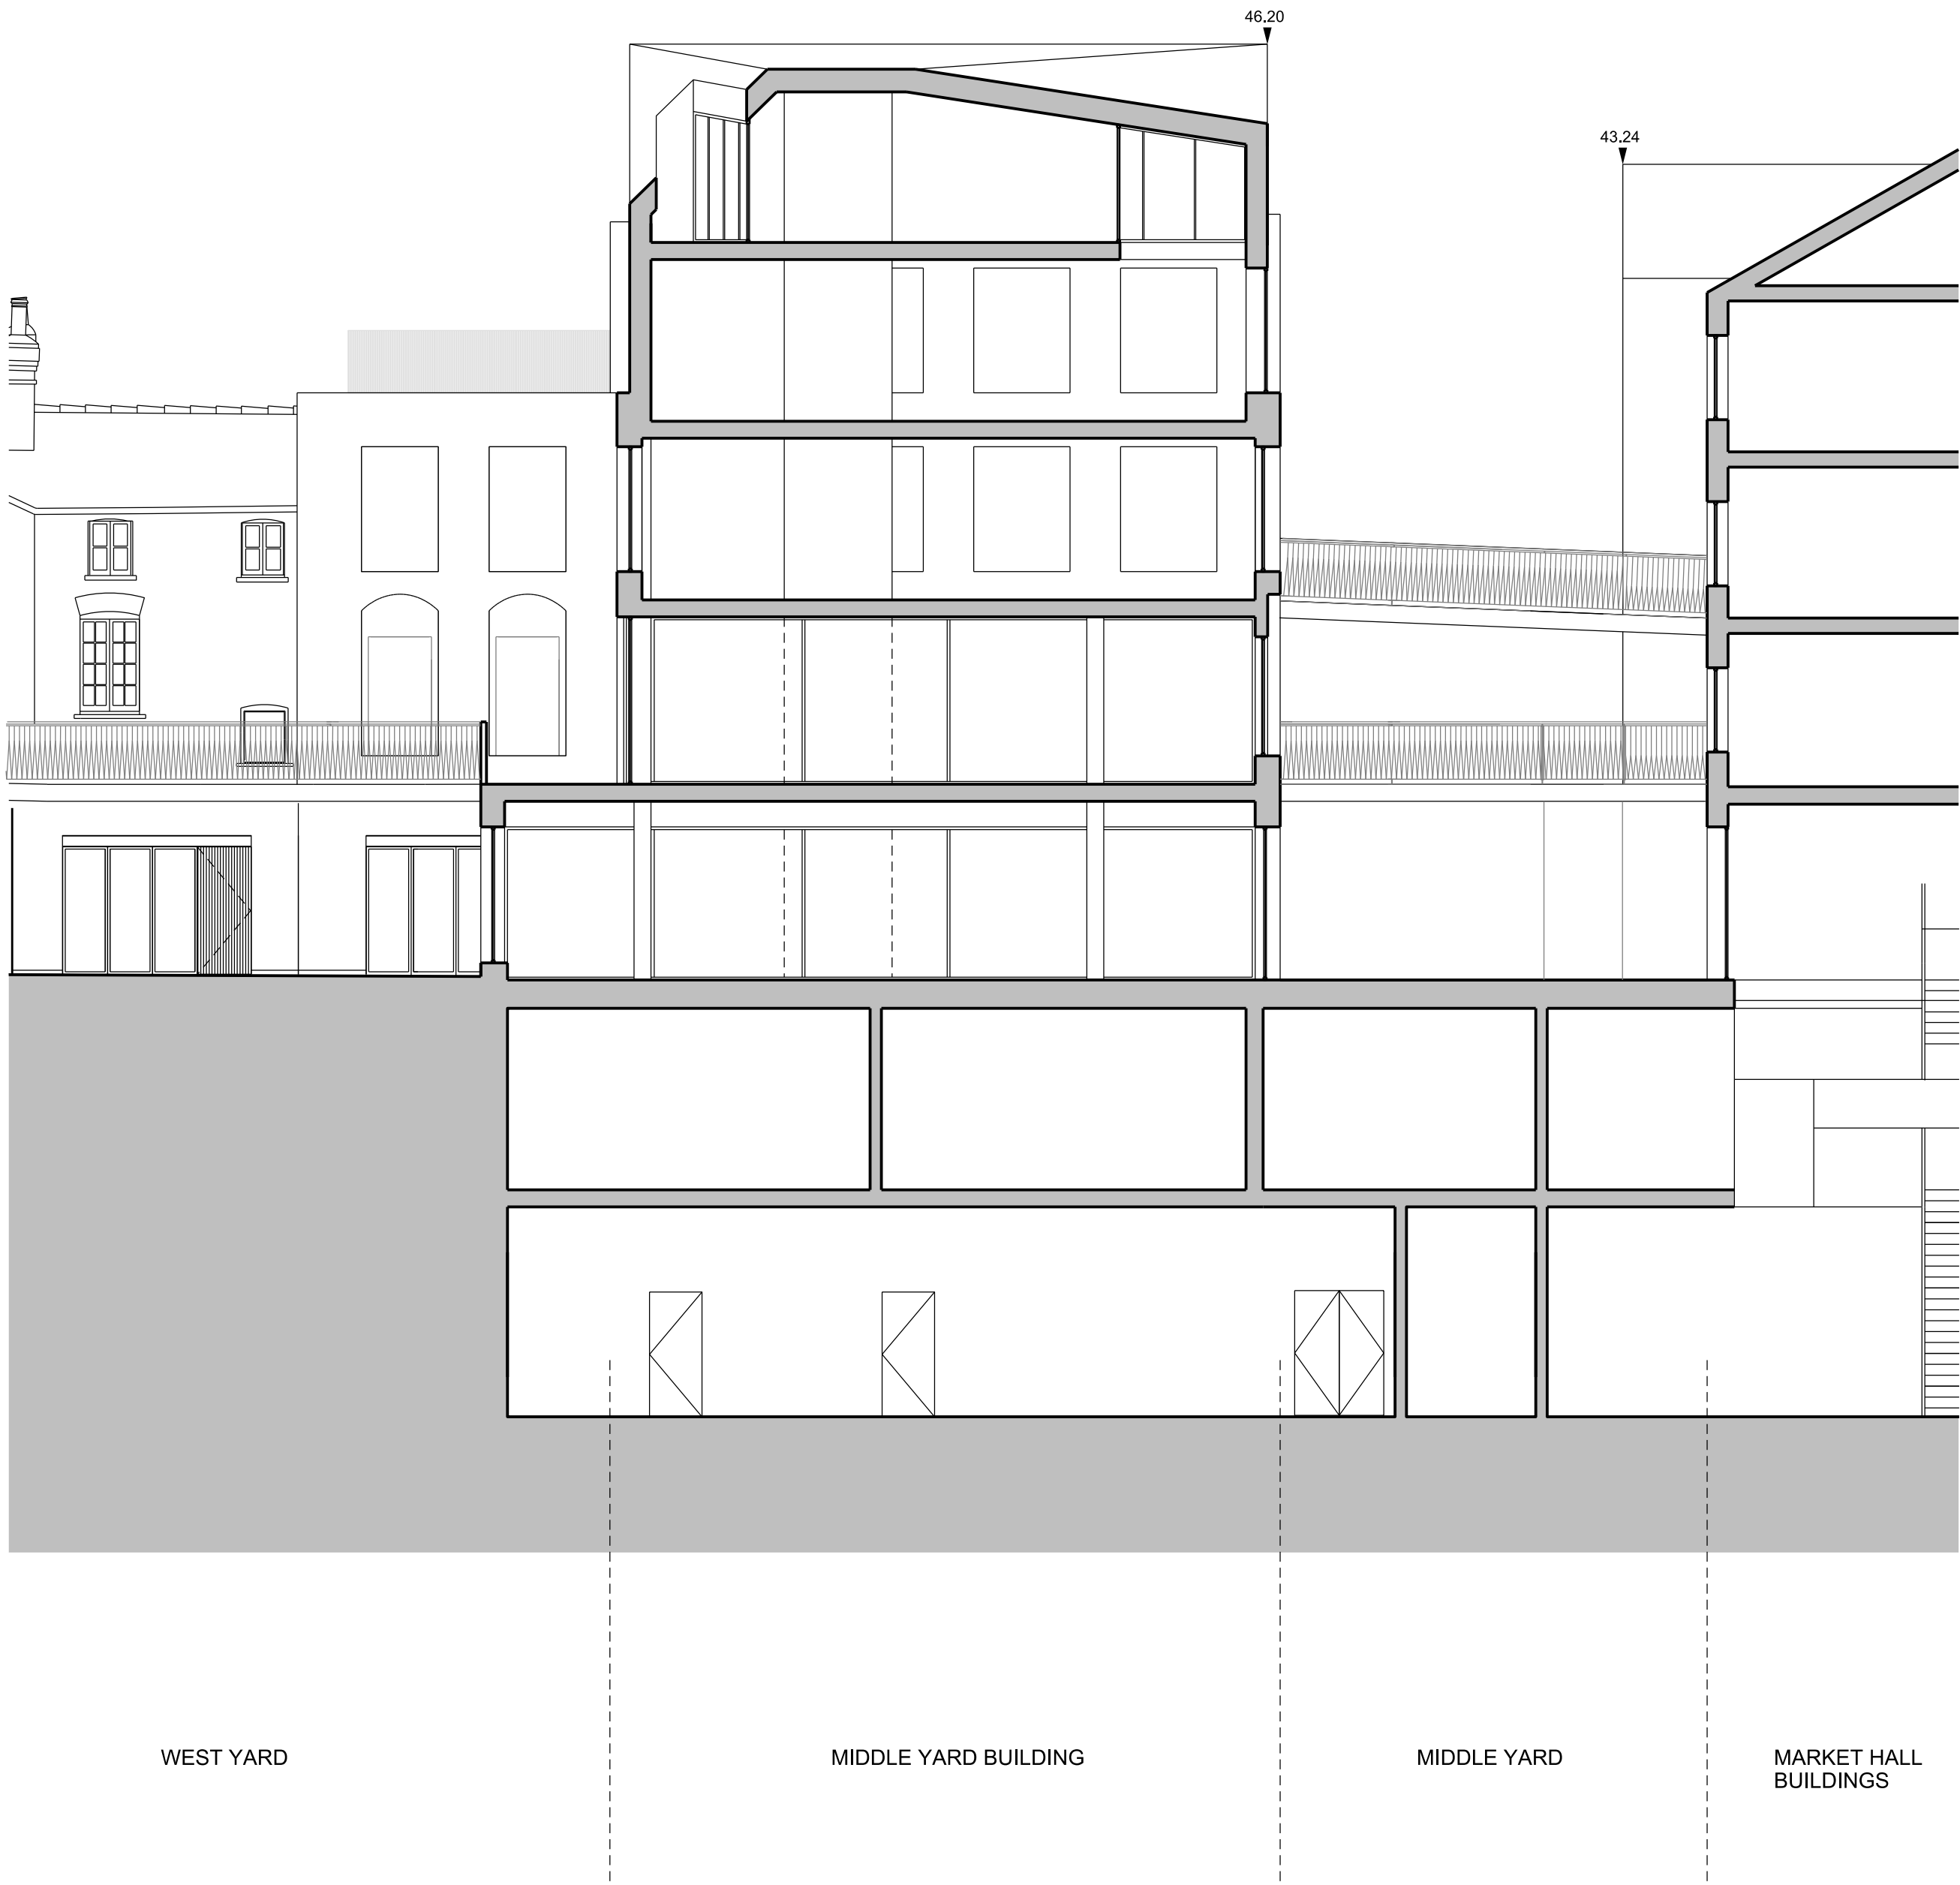 46.20
43.24
WEST YARD
MIDDLE YARD BUILDING
MIDDLE YARD
MARKET HALL
BUILDINGS